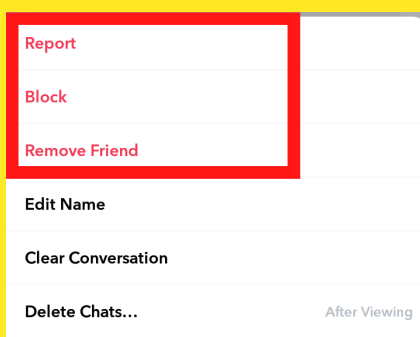 Report
Block
Remove Friend
Edit Name
Clear Conversation
Delete Chats... After Viewing